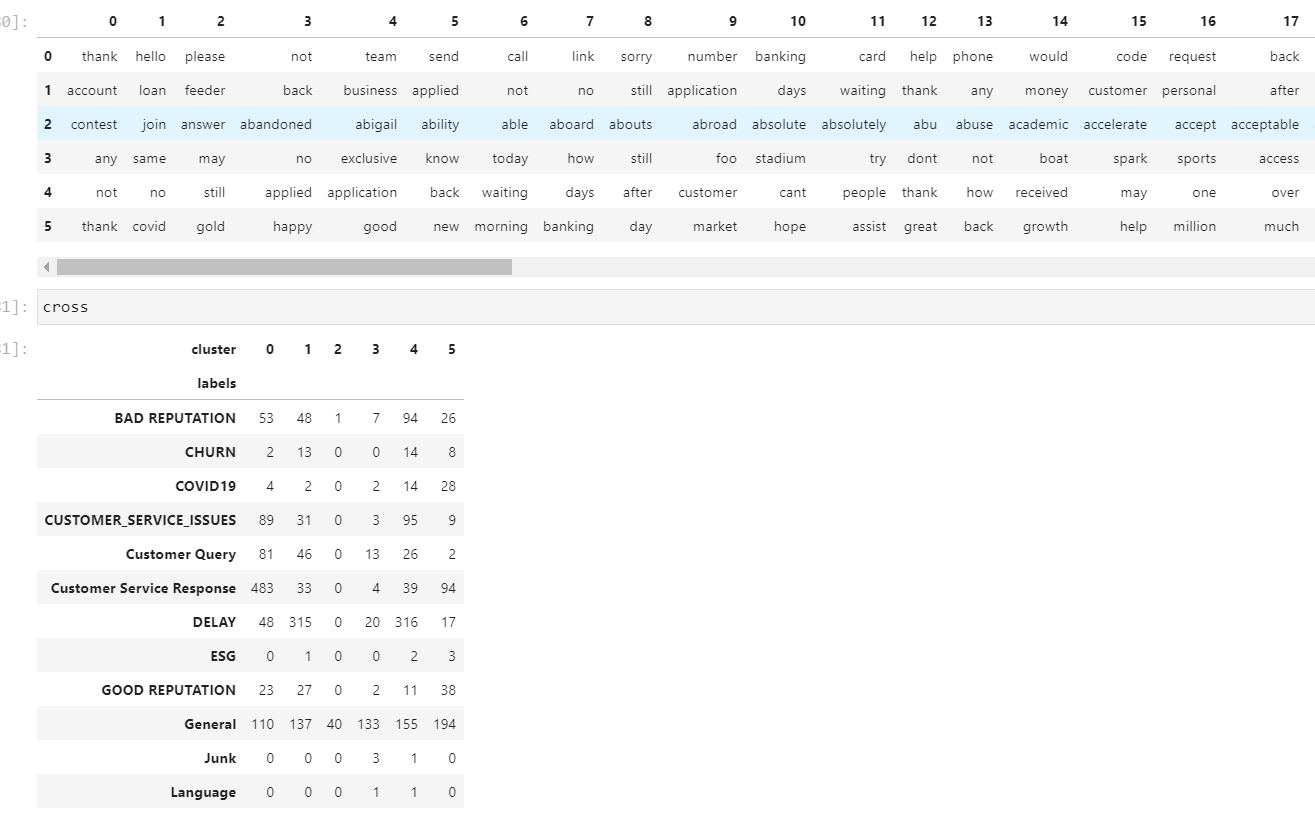 0]:
0 1 2 3 4 5 6 7 8 9 10 11 12 13 14 15 16 17
0 thank hello please not team send call link sorry number banking card help phone would code request back
1 account loan feeder back business applied not no still application days waiting thank any money customer personal after
2 contest join answer abandoned abigail ability able aboard abouts abroad absolute absolutely abu abuse academic accelerate accept acceptable
3 any same may no exclusive know today how still foo stadium try dont not boat spark sports access
4 not no still applied application back waiting days after customer cant people thank how received may one over
5 thank covid gold happy good new morning banking day market hope assist great back growth help million much
1]: cross
1]:
cluster 0 1 2 3 4 5
labels
BAD REPUTATION 53 48 1 7 94 26
CHURN 2 13 0 0 14 8
COVID19 4 2 0 2 14 28
CUSTOMER_SERVICE_ISSUES 89 31 0 3 95 9
Customer Query 81 46 0 13 26 2
Customer Service Response 483 33 0 4 39 94
DELAY 48 315 0 20 316 17
ESG 0 1 0 0 2 3
GOOD REPUTATION 23 27 0 2 11 38
General 110 137 40 133 155 194
Junk 0 0 0 3 1 0
Language 0 0 0 1 1 0